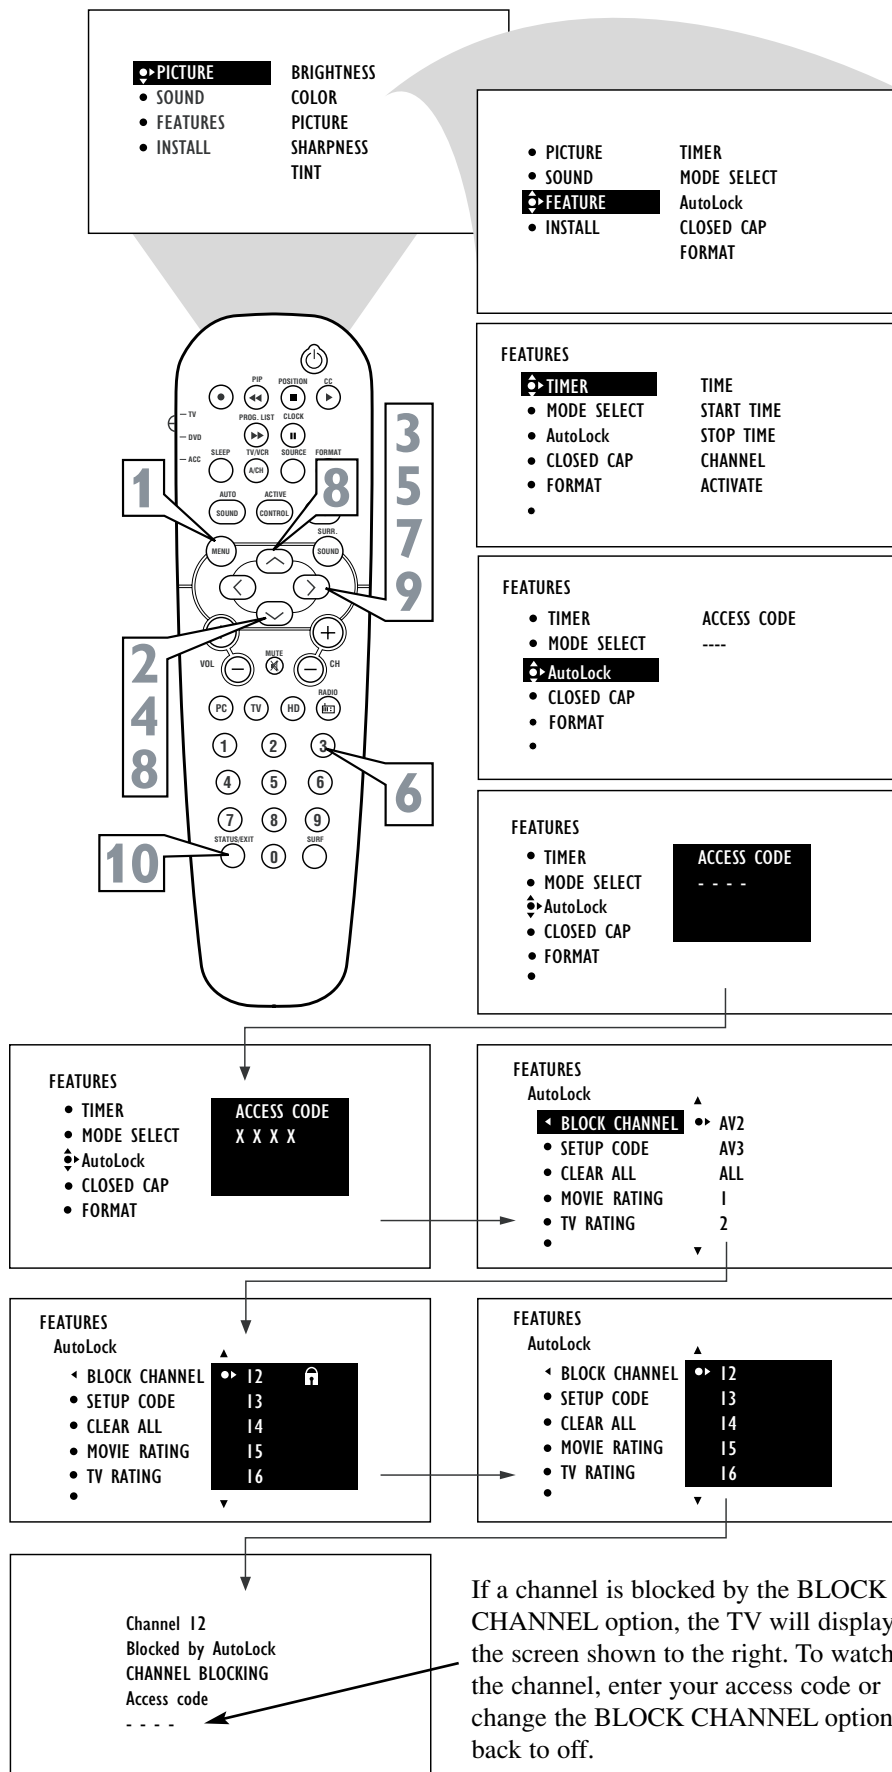 PICTURE BRIGHTNESS
SOUND COLOR
FEATURES PICTURE
INSTALL SHARPNESS
TINT
PICTURE TIMER
SOUND MODE SELECT
FEATURE AutoLock
INSTALL CLOSED CAP
FORMAT
FEATURES
TIMER TIME
MODE SELECT START TIME
AutoLock STOP TIME
CLOSED CAP CHANNEL
FORMAT ACTIVATE
FEATURES
TIMER ACCESS CODE
MODE SELECT ----
AutoLock
CLOSED CAP
FORMAT
FEATURES
TIMER ACCESS CODE
MODE SELECT - - - -
AutoLock
CLOSED CAP
FORMAT
PIP POSITION CC
TV
PROG. LIST CLOCK
DVD
ACC SLEEP TV/VCR SOURCE FORMAT
A/CH
AUTO ACTIVE
SOUND CONTROL
SURR.
MENU SOUND
VOL MUTE CH
RADIO
PC TV HD
1 2 3
4 5 6
7 8 9
STATUS/EXIT SURF
0
1
8
3
5
7
9
2
4
8
6
10
FEATURES
TIMER ACCESS CODE
MODE SELECT X X X X
AutoLock
CLOSED CAP
FORMAT
FEATURES
AutoLock
BLOCK CHANNEL AV2
SETUP CODE AV3
CLEAR ALL ALL
MOVIE RATING 1
TV RATING 2
FEATURES
AutoLock
BLOCK CHANNEL 12
SETUP CODE 13
CLEAR ALL 14
MOVIE RATING 15
TV RATING 16
FEATURES
AutoLock
BLOCK CHANNEL 12
SETUP CODE 13
CLEAR ALL 14
MOVIE RATING 15
TV RATING 16
Channel 12
Blocked by AutoLock
CHANNEL BLOCKING
Access code
- - - -
If a channel is blocked by the BLOCK
CHANNEL option, the TV will display
the screen shown to the right. To watch
the channel, enter your access code or
change the BLOCK CHANNEL option
back to off.